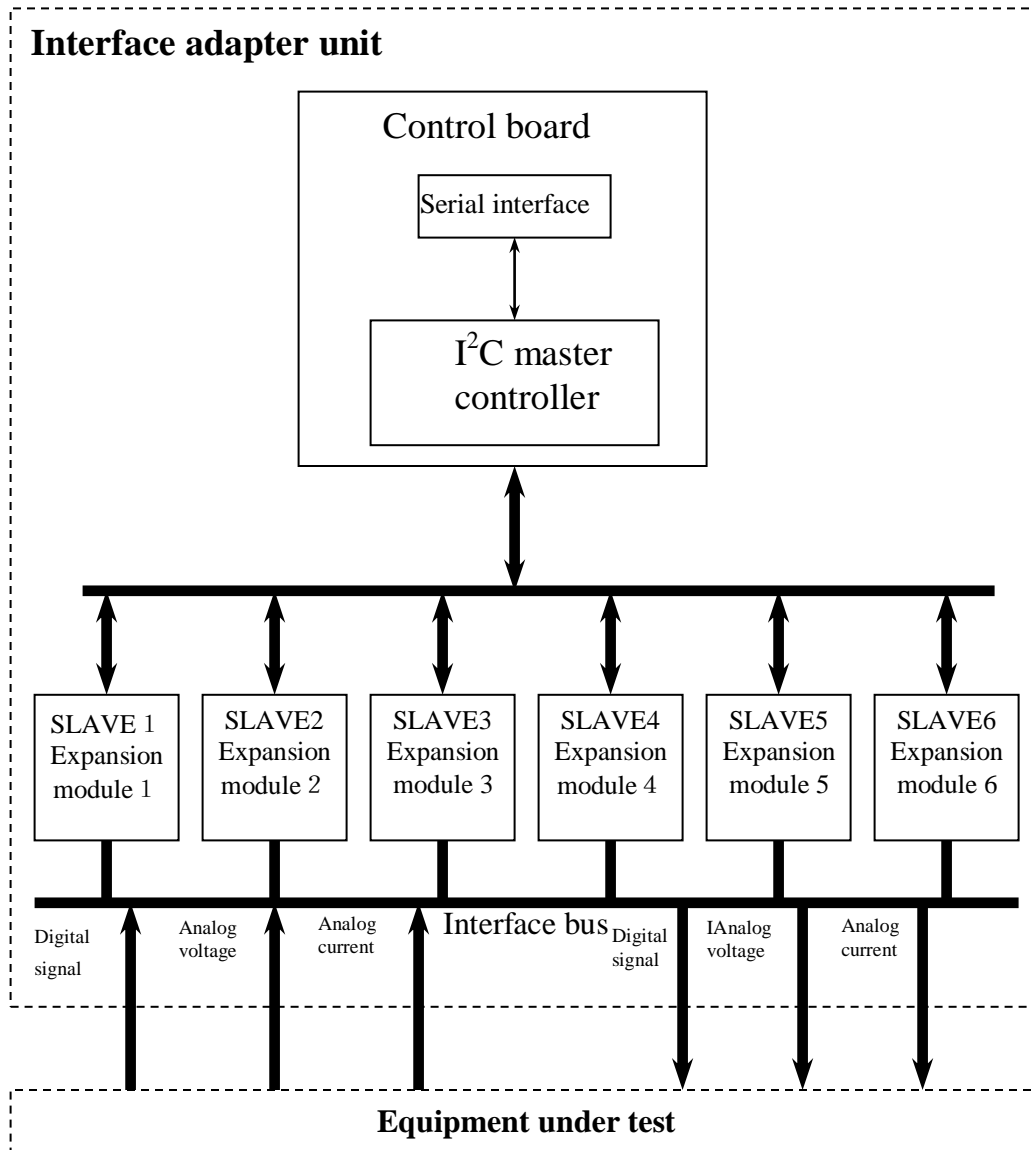 Interface adapter unit
Control board
Serial interface
I²C master
controller
SLAVE 1
Expansion
module 1
SLAVE2
Expansion
module 2
SLAVE3
Expansion
module 3
SLAVE4
Expansion
module 4
SLAVE5
Expansion
module 5
SLAVE6
Expansion
module 6
Digital
signal
Analog
voltage
Analog
current
Interface bus
Digital
signal
IAnalog
voltage
Analog
current
Equipment under test